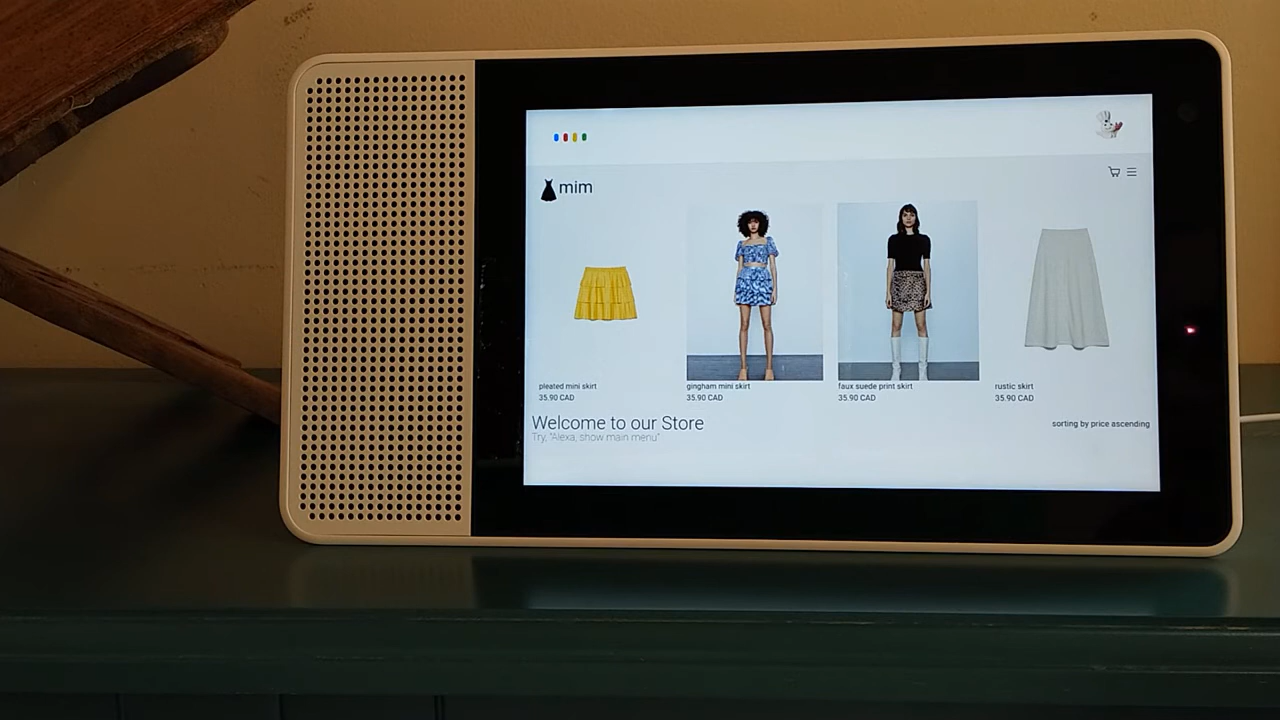 mim
pleated mini skirt
35.90 CAD
gingham mini skirt
35.90 CAD
faux suede print skirt
35.90 CAD
rustic skirt
35.90 CAD
Welcome to our Store
Try, "Alexa, show main menu"
sorting by price ascending